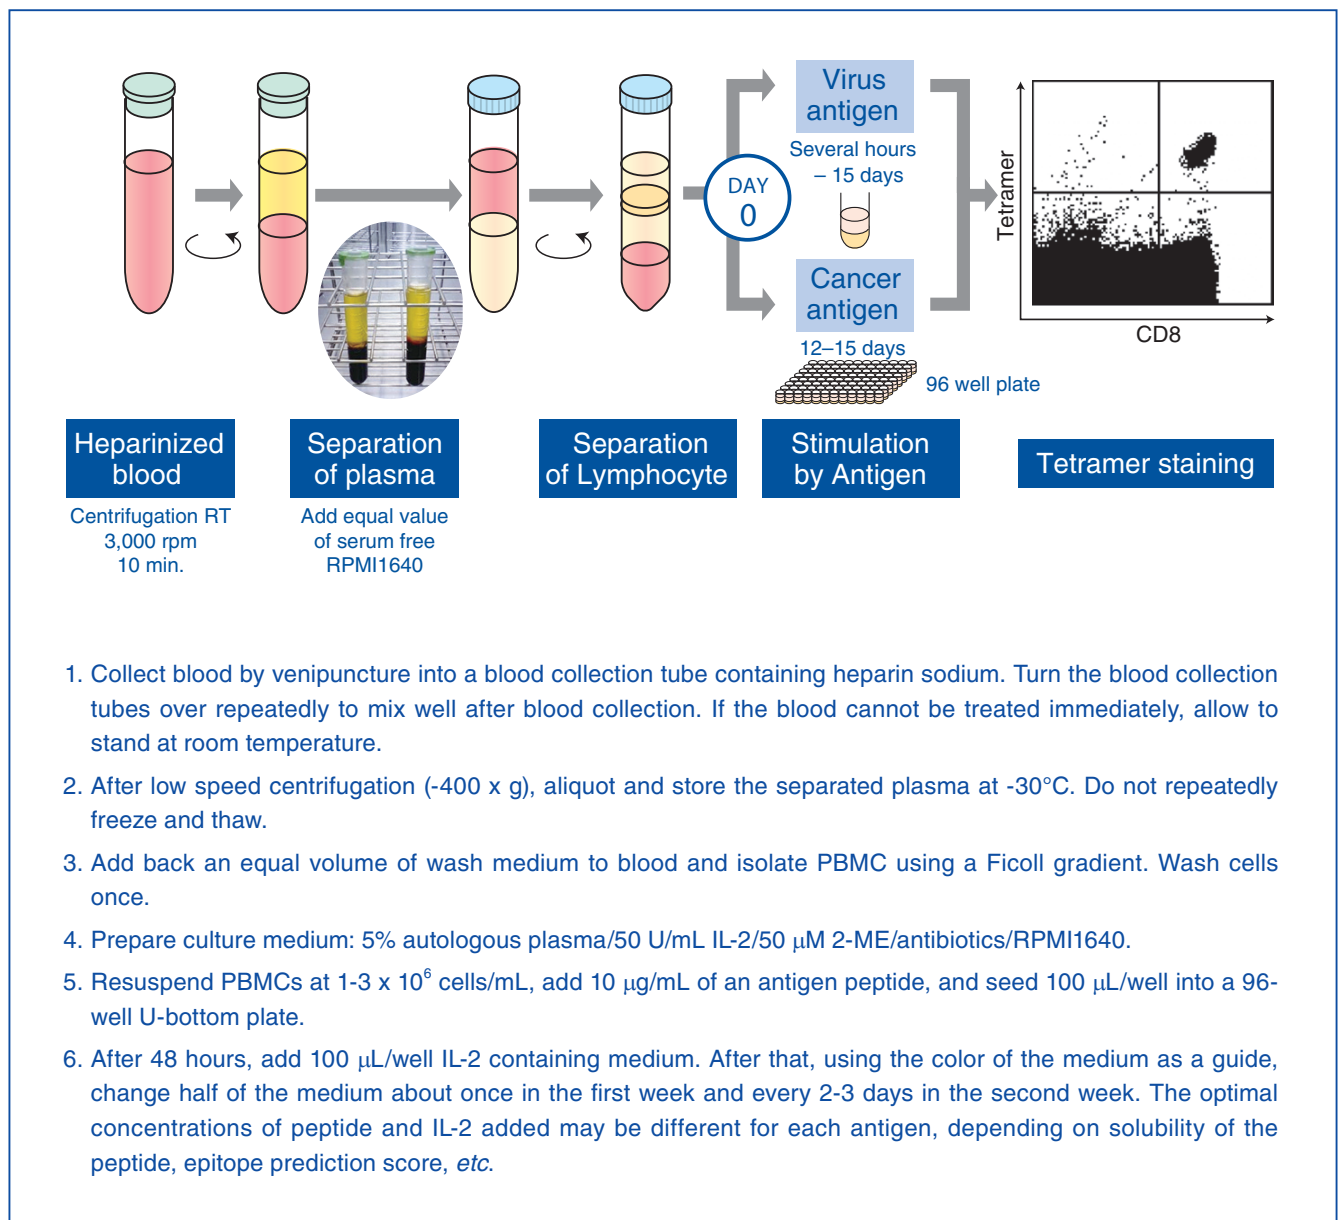 Virus
antigen
Several hours
– 15 days
DAY
0
Cancer
antigen
12–15 days
96 well plate
Tetramer
CD8
Heparinized
blood
Centrifugation RT
3,000 rpm
10 min.
Separation
of plasma
Add equal value
of serum free
RPMI1640
Separation
of Lymphocyte
Stimulation
by Antigen
Tetramer staining
1. Collect blood by venipuncture into a blood collection tube containing heparin sodium. Turn the blood collection
tubes over repeatedly to mix well after blood collection. If the blood cannot be treated immediately, allow to
stand at room temperature.
2. After low speed centrifugation (-400 x g), aliquot and store the separated plasma at -30°C. Do not repeatedly
freeze and thaw.
3. Add back an equal volume of wash medium to blood and isolate PBMC using a Ficoll gradient. Wash cells
once.
4. Prepare culture medium: 5% autologous plasma/50 U/mL IL-2/50 μM 2-ME/antibiotics/RPMI1640.
5. Resuspend PBMCs at 1-3 x 10⁶ cells/mL, add 10 μg/mL of an antigen peptide, and seed 100 μL/well into a 96-
well U-bottom plate.
6. After 48 hours, add 100 μL/well IL-2 containing medium. After that, using the color of the medium as a guide,
change half of the medium about once in the first week and every 2-3 days in the second week. The optimal
concentrations of peptide and IL-2 added may be different for each antigen, depending on solubility of the
peptide, epitope prediction score, etc.